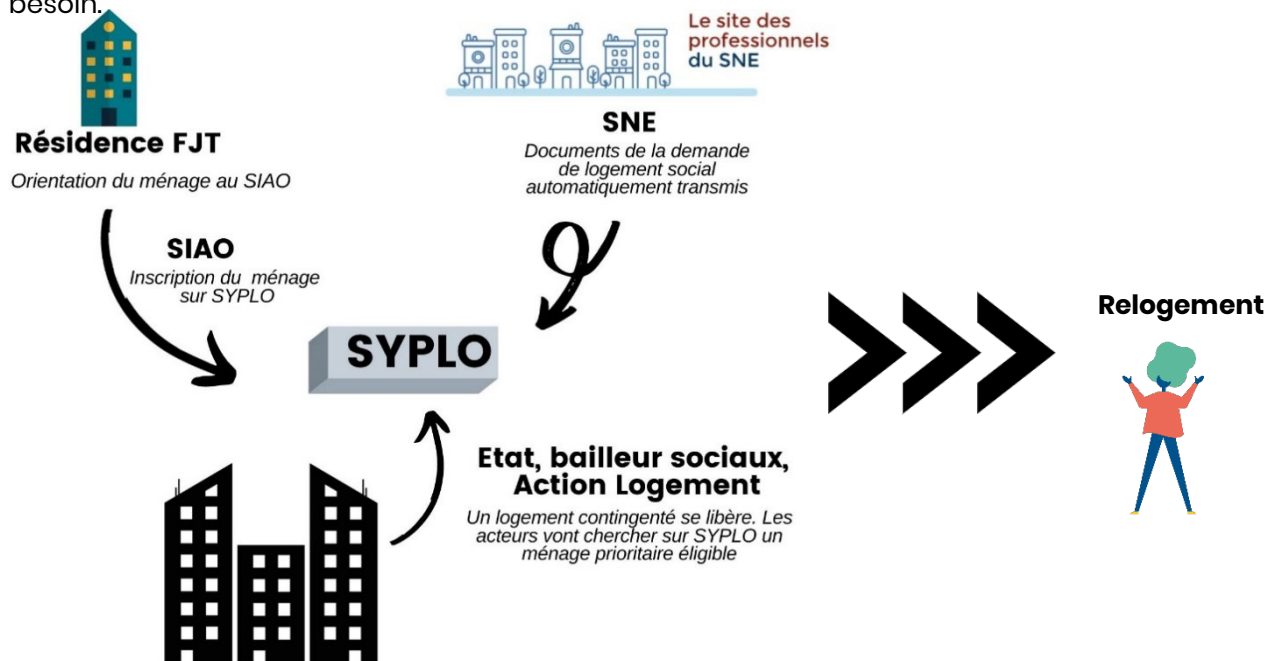 besoin.
Résidence FJT
Orientation du ménage au SIAO
SIAO
Inscription du ménage
sur SYPLO
Le site des
professionnels
du SNE
SNE
Documents de la demande
de logement social
automatiquement transmis
SYPLO
Etat, bailleur sociaux,
Action Logement
Un logement contingenté se libère. Les
acteurs vont chercher sur SYPLO un
ménage prioritaire éligible
Relogement